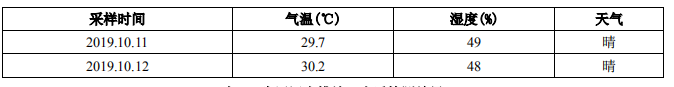 采样时间 气温(℃) 湿度(%) 天气
2019.10.11 29.7 49 晴
2019.10.12 30.2 48 晴